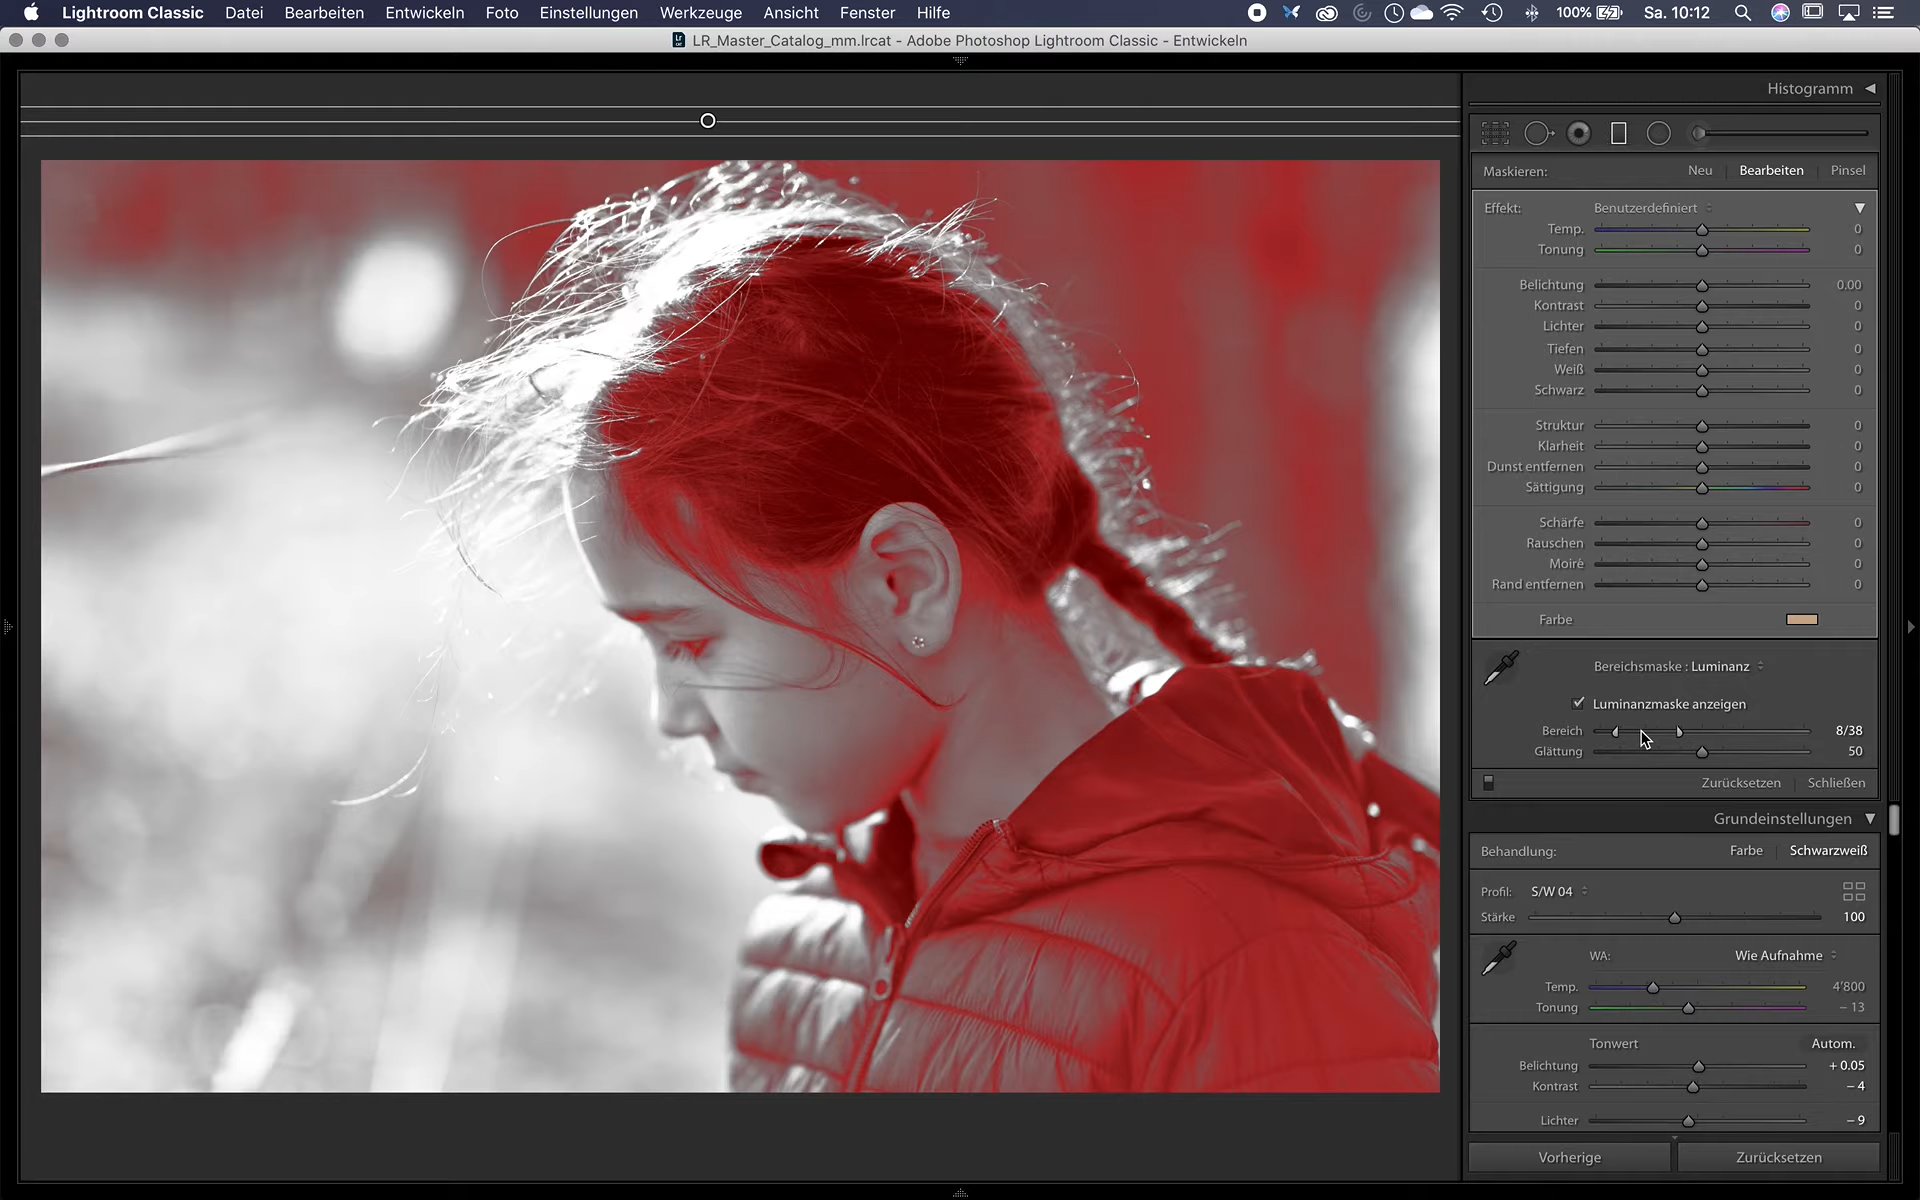 Lightroom Classic Datei Bearbeiten Entwickeln Foto Einstellungen Werkzeuge Ansicht Fenster Hilfe 100% Sa. 10:12
LR_Master_Catalog_mm.lrcat - Adobe Photoshop Lightroom Classic - Entwickeln
Histogramm
Maskieren: Neu Bearbeiten Pinsel
Effekt: Benutzerdefiniert
Temp. 0
Tonung 0
Belichtung 0.00
Kontrast 0
Lichter 0
Tiefen 0
Weiß 0
Schwarz 0
Struktur 0
Klarheit 0
Dunst entfernen 0
Sättigung 0
Schärfe 0
Rauschen 0
Moiré 0
Rand entfernen 0
Farbe
Bereichsmaske : Luminanz
Luminanzmaske anzeigen
Bereich 8/38
Glättung 50
Zurücksetzen Schließen
Grundeinstellungen
Behandlung: Farbe Schwarzweiß
Profil: S/W 04
Stärke 100
WA: Wie Aufnahme
Temp. 4'800
Tonung - 13
Tonwert Autom.
Belichtung + 0.05
Kontrast - 4
Lichter - 9
Vorherige Zurücksetzen